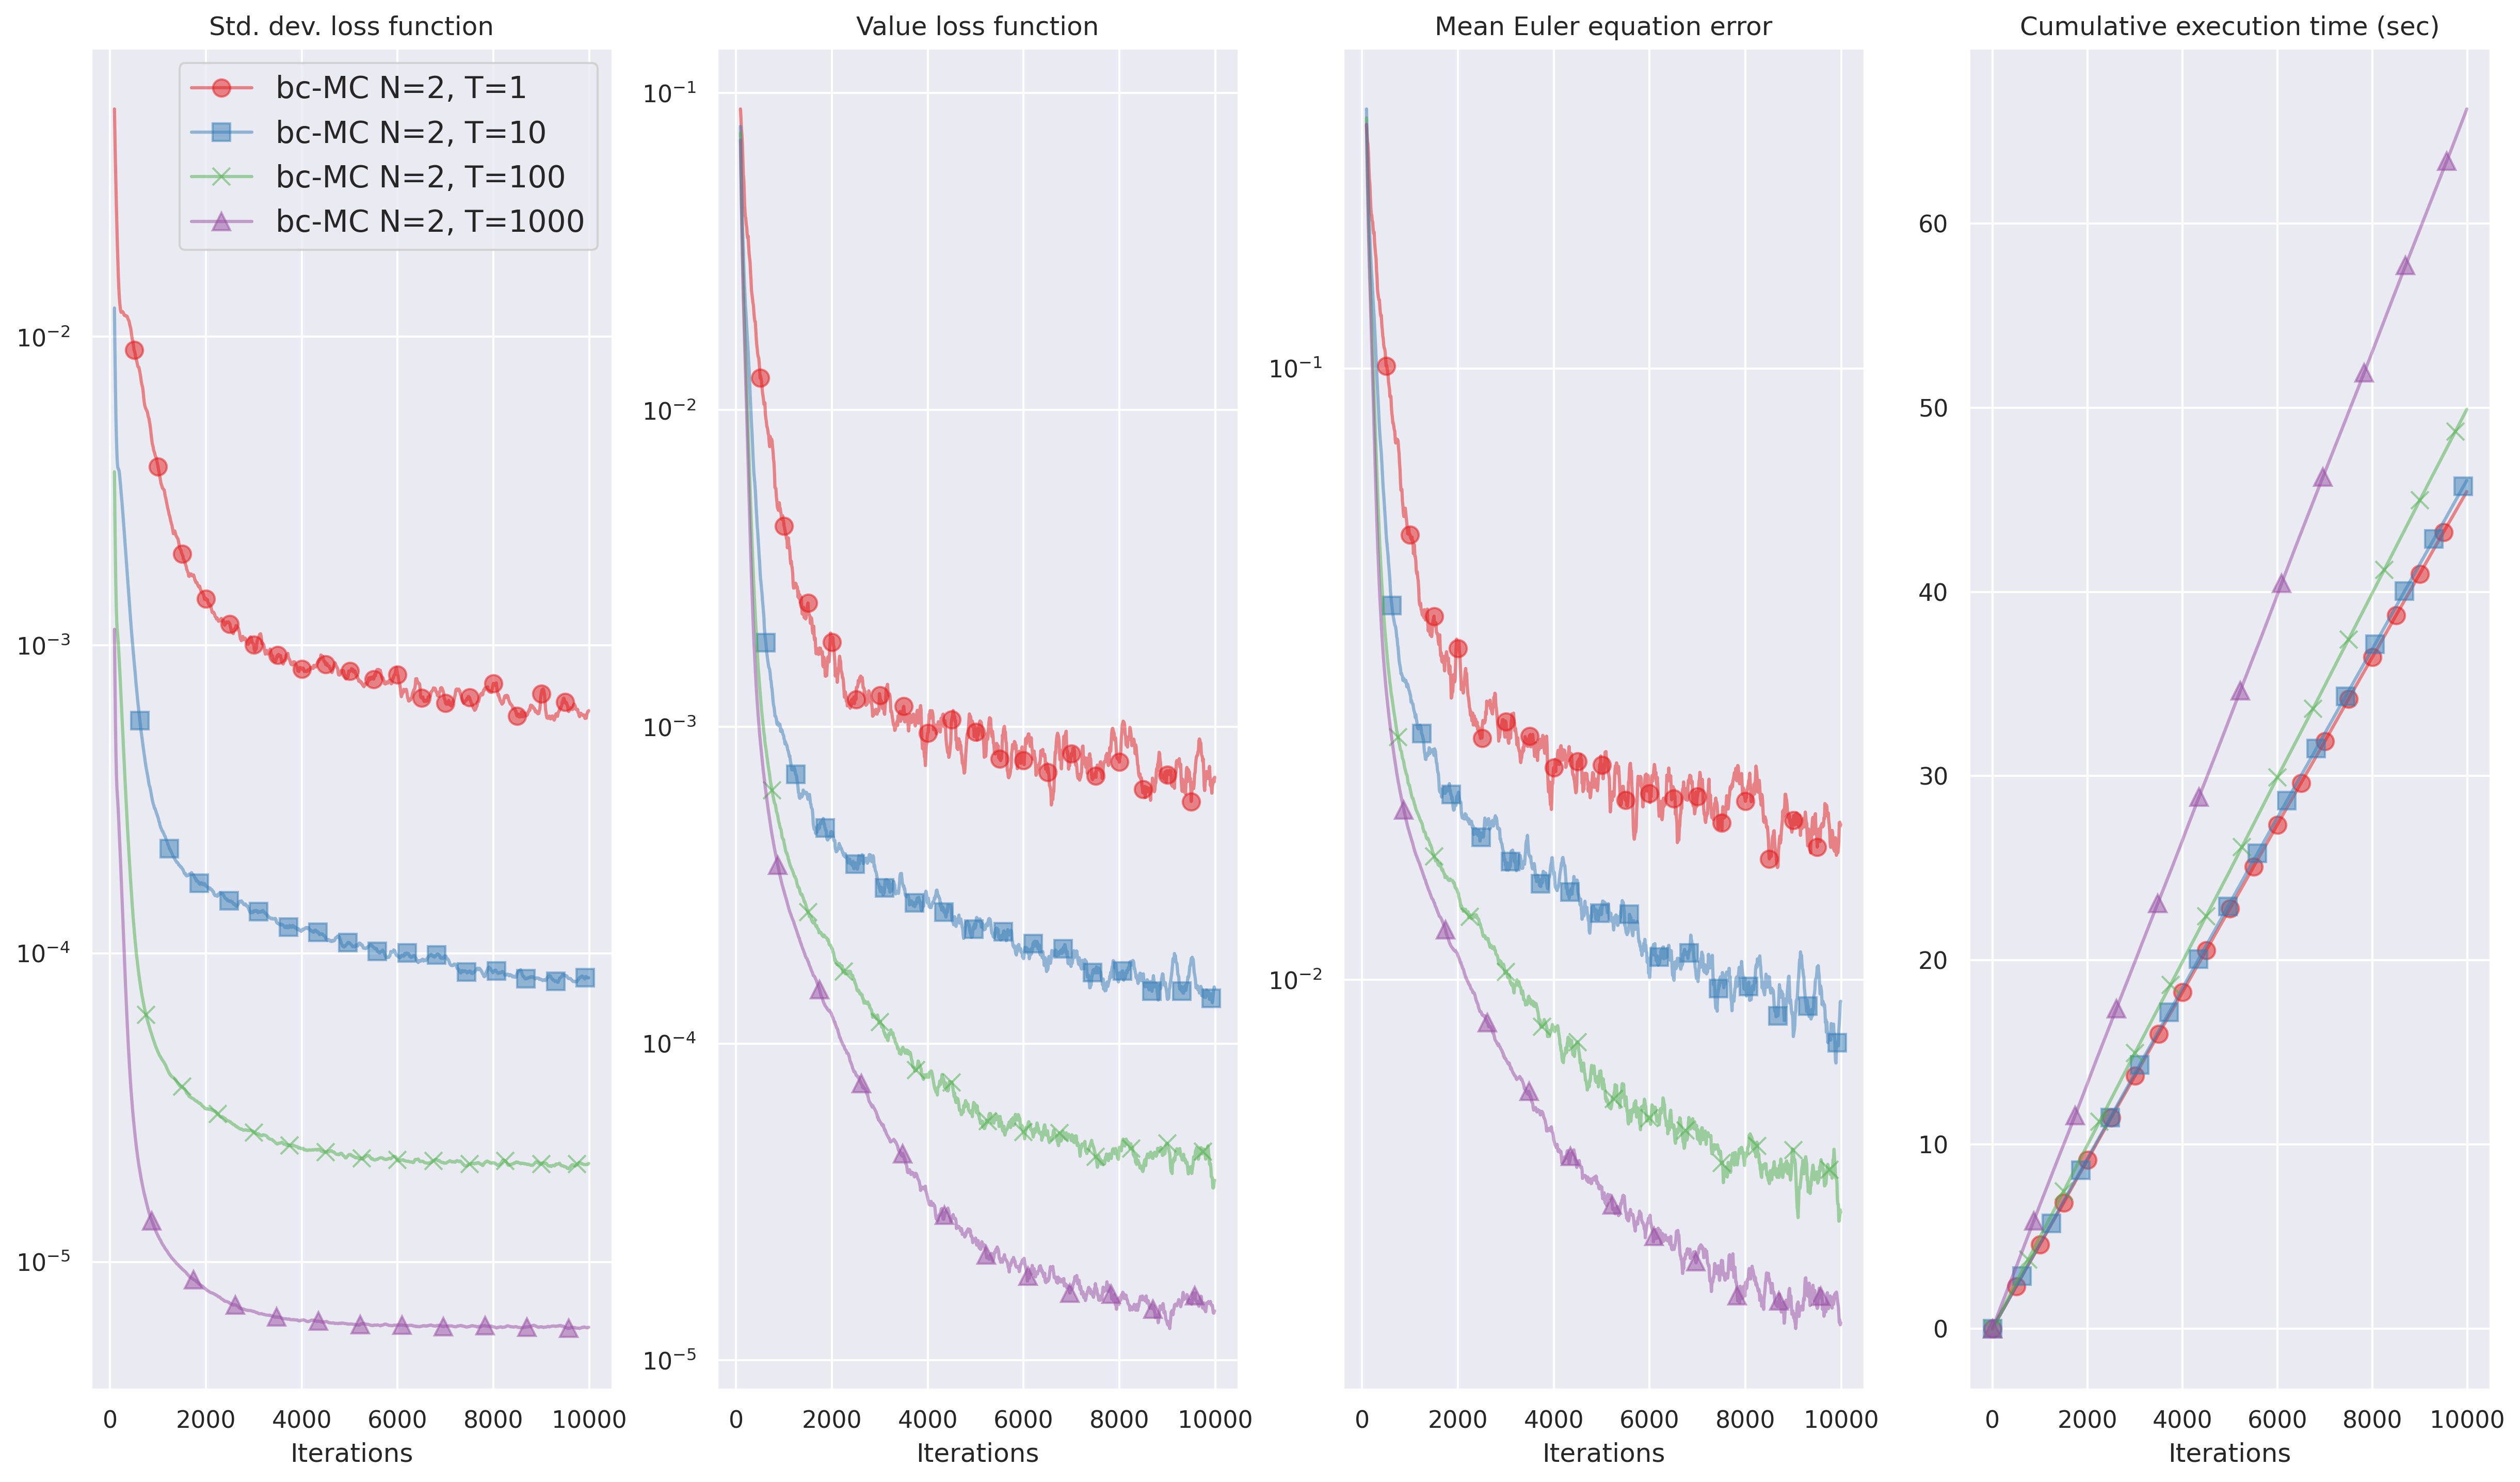 Std. dev. loss function
bc-MC N=2, T=1
bc-MC N=2, T=10
bc-MC N=2, T=100
bc-MC N=2, T=1000
10⁻²
10⁻³
10⁻⁴
10⁻⁵
0 2000 4000 6000 8000 10000
Iterations
Value loss function
10⁻¹
10⁻²
10⁻³
10⁻⁴
10⁻⁵
0 2000 4000 6000 8000 10000
Iterations
Mean Euler equation error
10⁻¹
10⁻²
0 2000 4000 6000 8000 10000
Iterations
Cumulative execution time (sec)
60
50
40
30
20
10
0
0 2000 4000 6000 8000 10000
Iterations